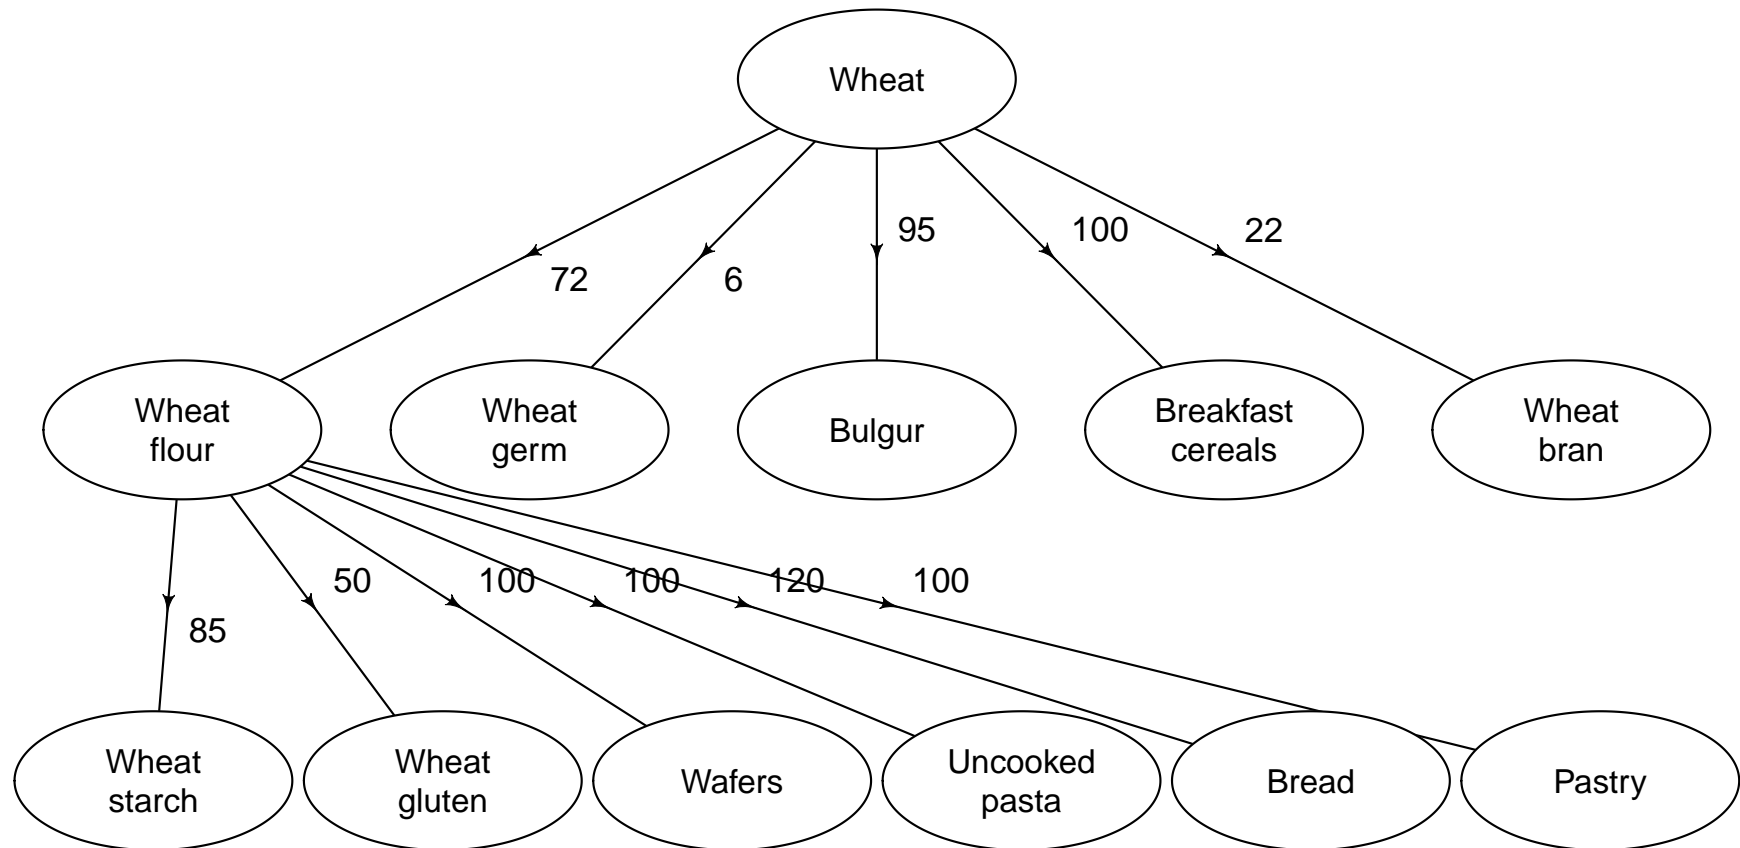 Wheat
95
100
22
72
6
Wheat
flour
Wheat
germ
Bulgur
Breakfast
cereals
Wheat
bran
50
100
100
120
100
85
Wheat
starch
Wheat
gluten
Wafers
Uncooked
pasta
Bread
Pastry